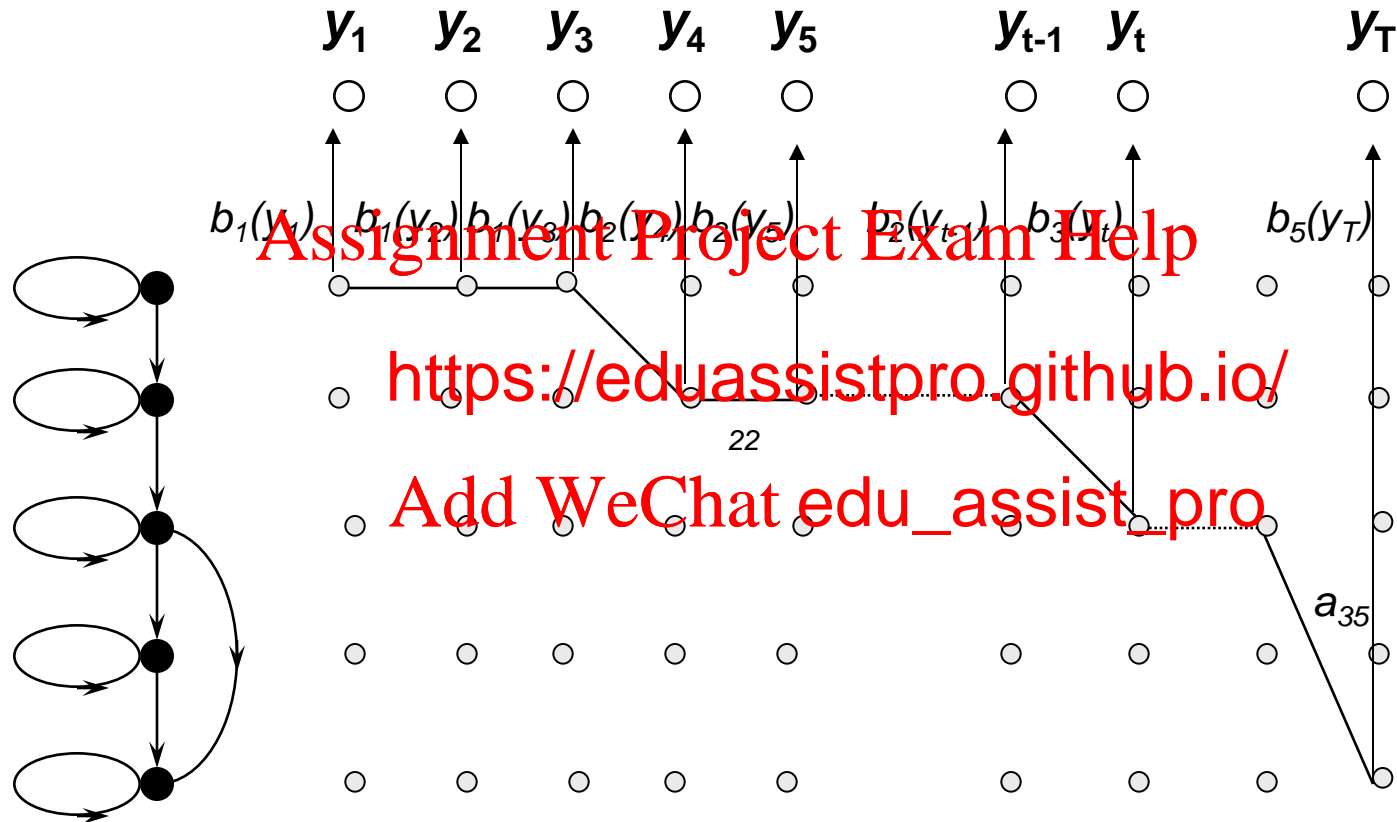 y1 y2 y3 y4 y5 yt-1 yt yT
b1(y1) b1(y2) b1(y3) b2(y4) b2(y5) b2(yt-1) b3(yt) b5(yT)
Assignment Project Exam Help
https://eduassistpro.github.io/
22
Add WeChat edu_assist_pro
a35